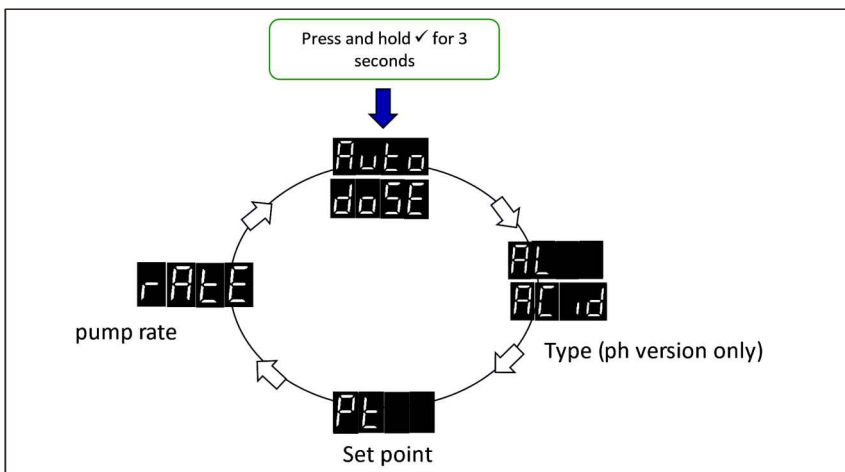 Press and hold ✓ for 3
seconds
Auto
doSE
AL
ACid
Type (ph version only)
rAtE
pump rate
Pt
Set point